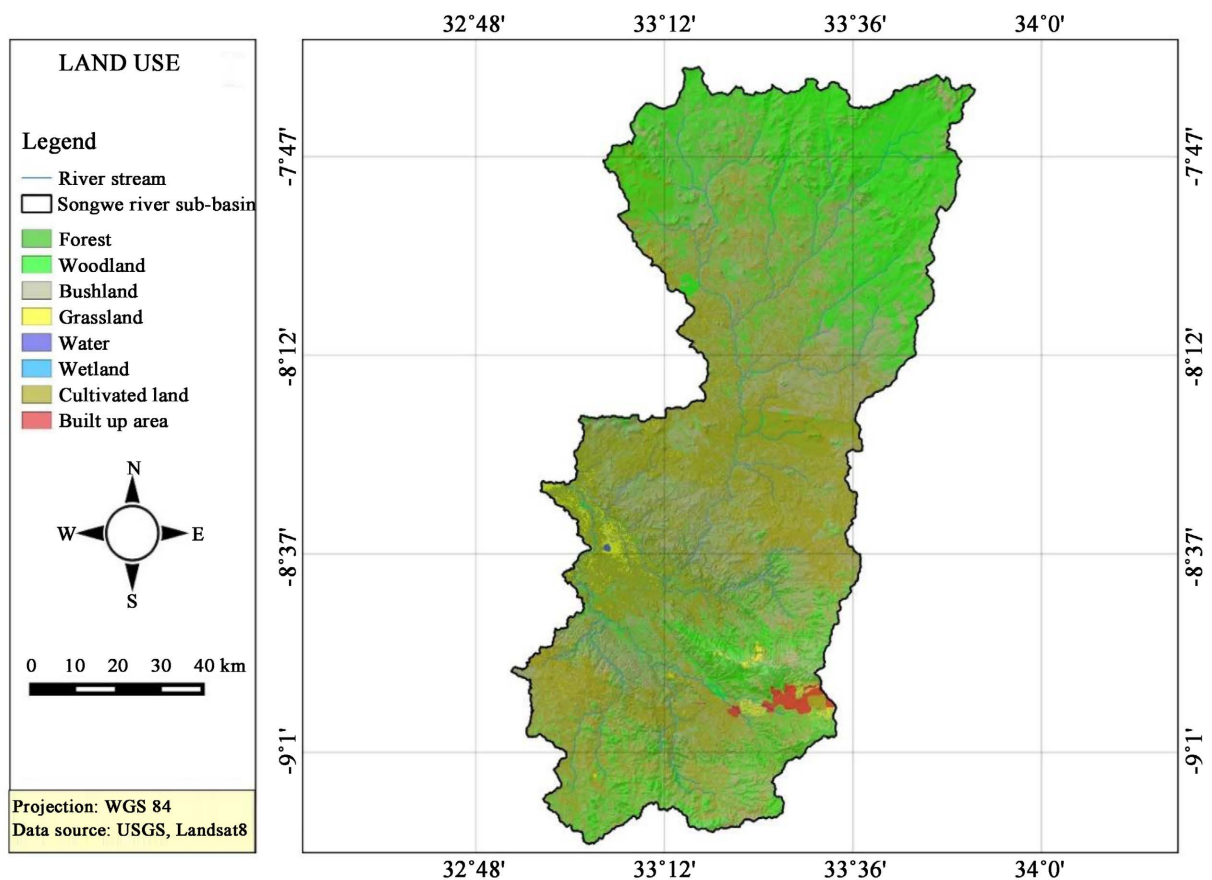 LAND USE
Legend
River stream
Songwe river sub-basin
Forest
Woodland
Bushland
Grassland
Water
Wetland
Cultivated land
Built up area
N
W E
S
0 10 20 30 40 km
Projection: WGS 84
Data source: USGS, Landsat8
32°48' 33°12' 33°36' 34°0'
-7°47' -7°47'
-8°12' -8°12'
-8°37' -8°37'
-9°1' -9°1'
32°48' 33°12' 33°36' 34°0'